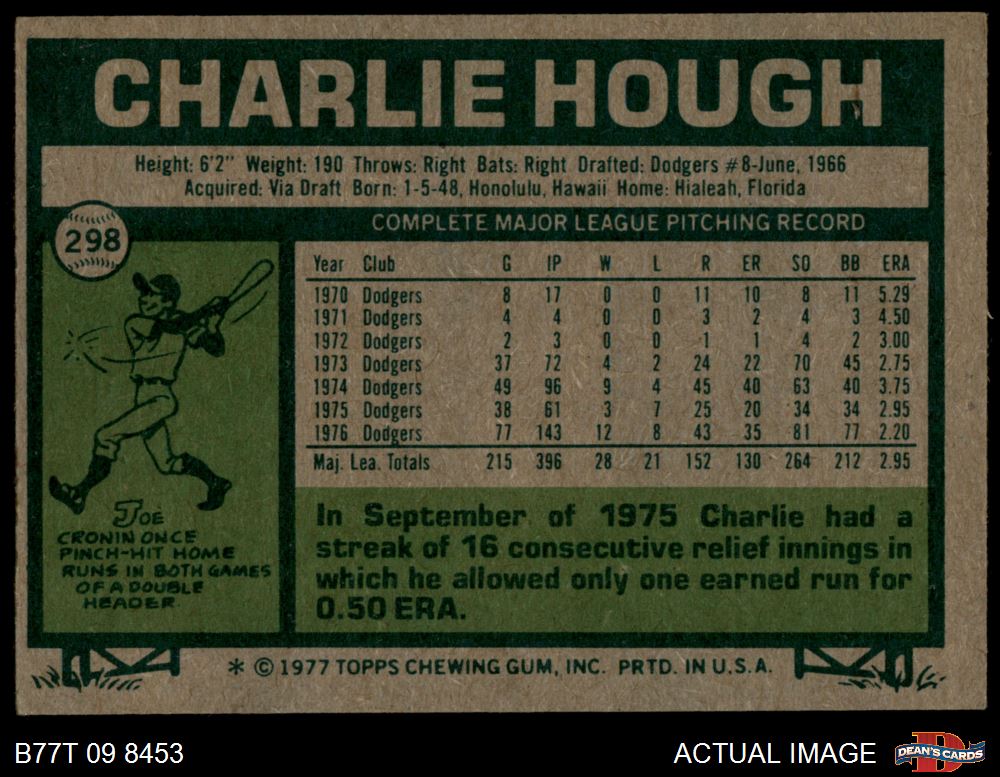 CHARLIE HOUGH
Height: 6'2" Weight: 190 Throws: Right Bats: Right Drafted: Dodgers #8-June, 1966
Acquired: Via Draft Born: 1-5-48, Honolulu, Hawaii Home: Hialeah, Florida
298
COMPLETE MAJOR LEAGUE PITCHING RECORD
Year Club G IP W L R ER SO BB ERA
1970 Dodgers 8 17 0 0 11 10 8 11 5.29
1971 Dodgers 4 4 0 0 3 2 4 3 4.50
1972 Dodgers 2 3 0 0 1 1 4 2 3.00
1973 Dodgers 37 72 4 2 24 22 70 45 2.75
1974 Dodgers 49 96 9 4 45 40 63 40 3.75
1975 Dodgers 38 61 3 7 25 20 34 34 2.95
1976 Dodgers 77 143 12 8 43 35 81 77 2.20
Maj. Lea. Totals 215 396 28 21 152 130 264 212 2.95
JOE
CRONIN ONCE
PINCH-HIT HOME
RUNS IN BOTH GAMES
OF A DOUBLE
HEADER.
In September of 1975 Charlie had a
streak of 16 consecutive relief innings in
which he allowed only one earned run for
0.50 ERA.
* © 1977 TOPPS CHEWING GUM, INC. PRTD. IN U.S.A.
B77T 09 8453
ACTUAL IMAGE
D
DEAN'S CARDS